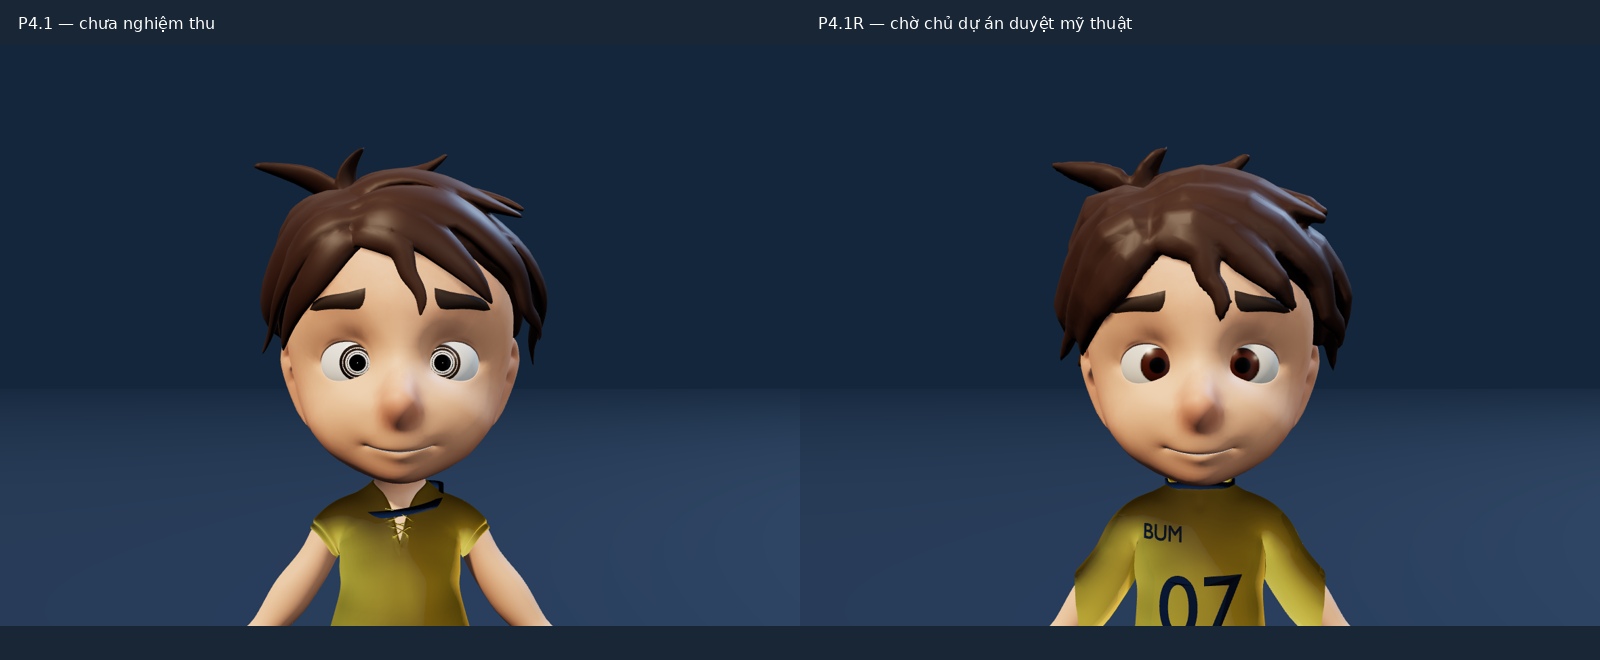 P4.1 — chưa nghiệm thu
P4.1R — chờ chủ dự án duyệt mỹ thuật
BUM
07